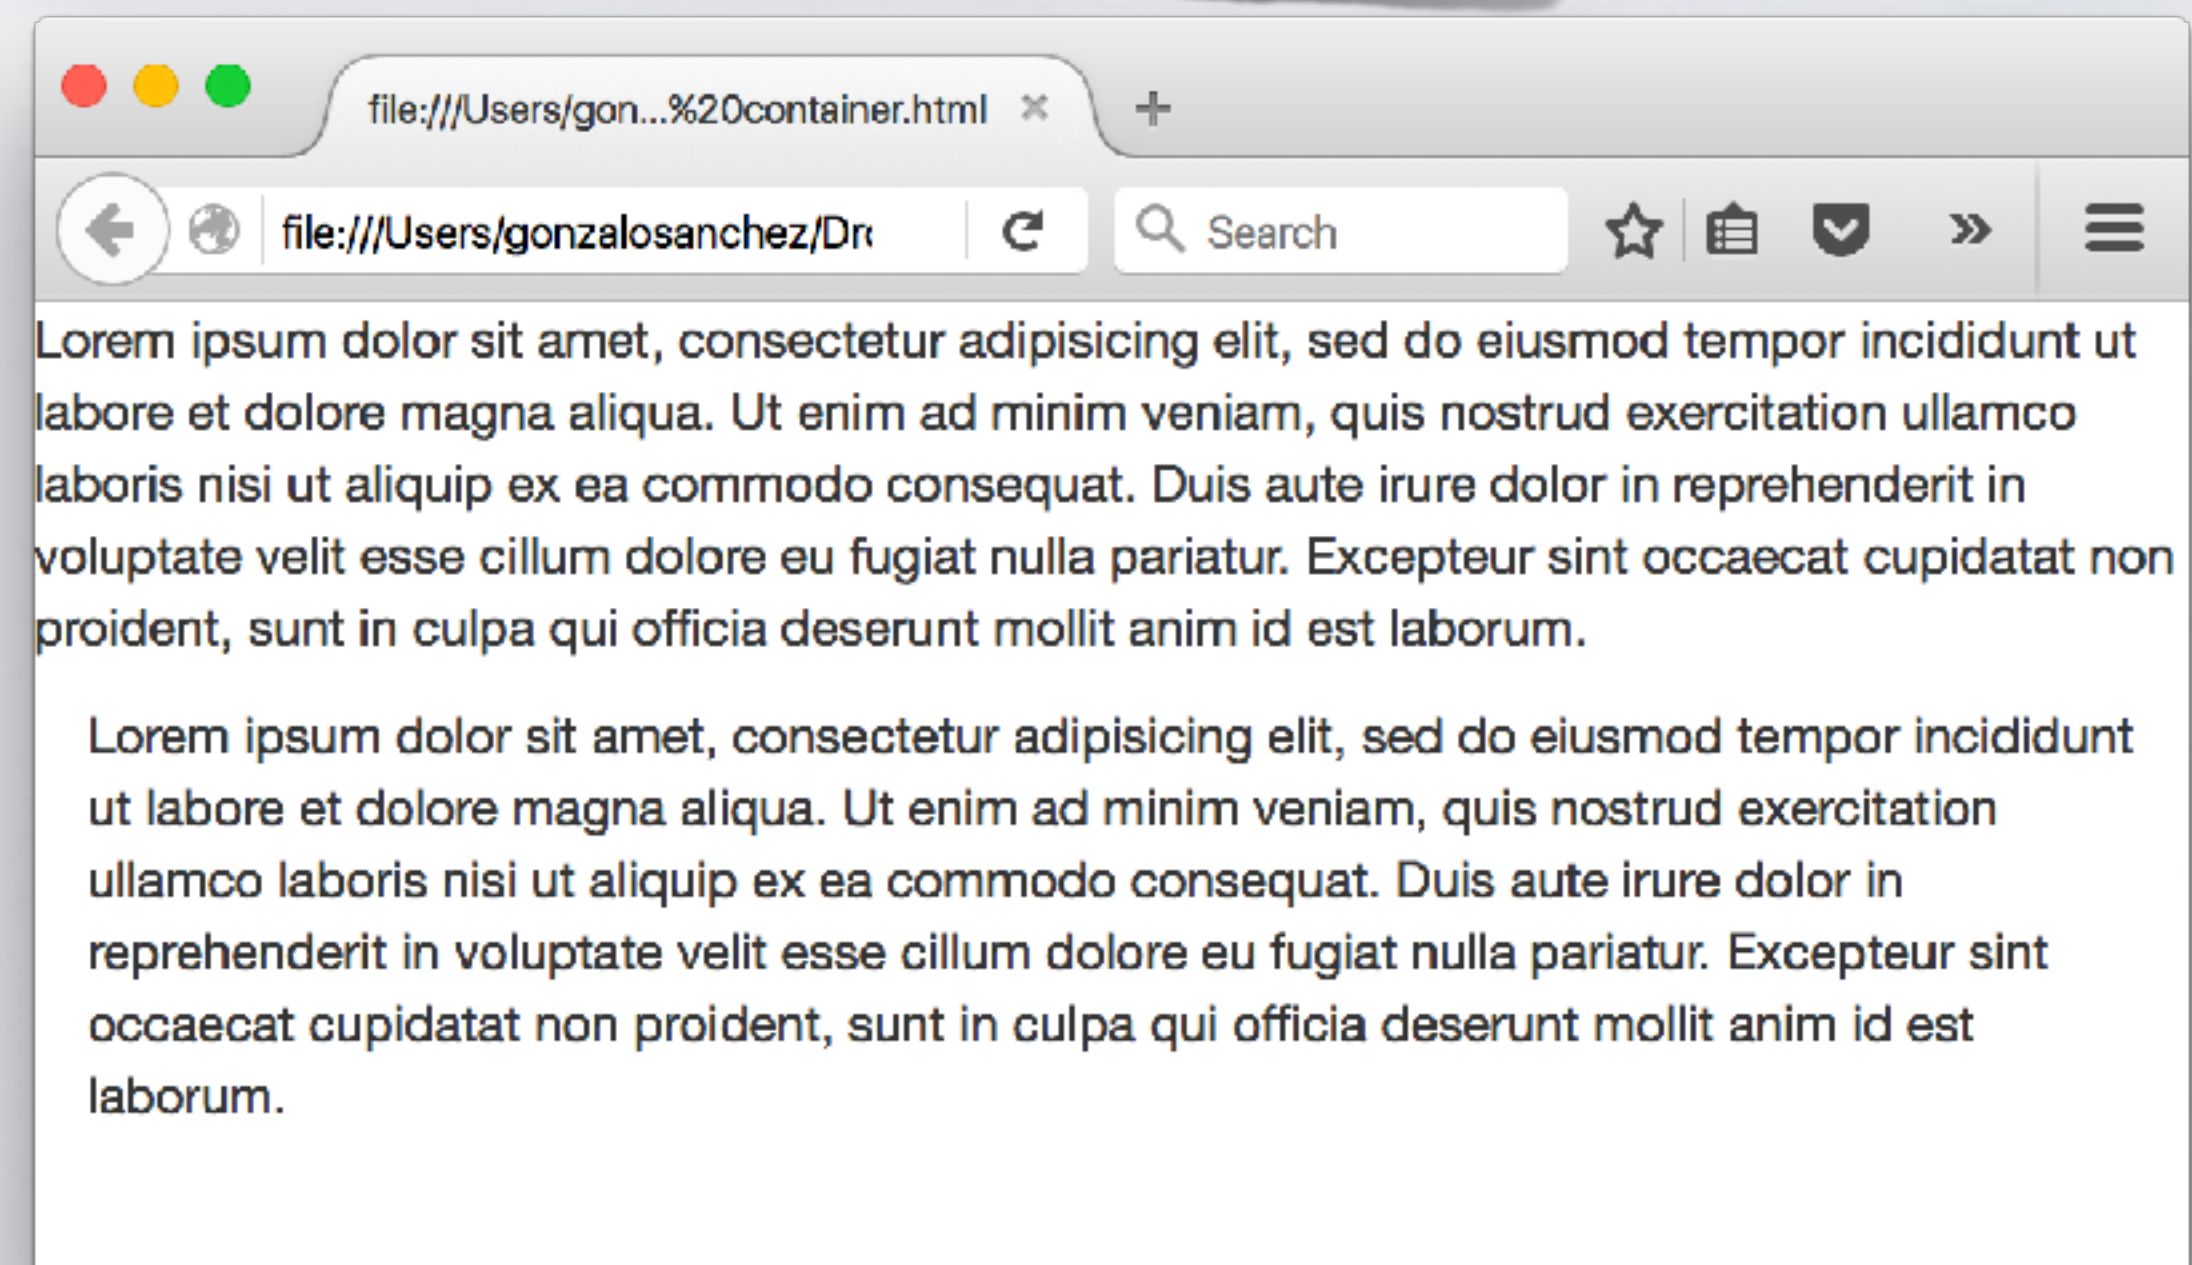 file:///Users/gon...%20container.html
file:///Users/gonzalosanchez/Dr
Search
Lorem ipsum dolor sit amet, consectetur adipisicing elit, sed do eiusmod tempor incididunt ut
labore et dolore magna aliqua. Ut enim ad minim veniam, quis nostrud exercitation ullamco
laboris nisi ut aliquip ex ea commodo consequat. Duis aute irure dolor in reprehenderit in
voluptate velit esse cillum dolore eu fugiat nulla pariatur. Excepteur sint occaecat cupidatat non
proident, sunt in culpa qui officia deserunt mollit anim id est laborum.
Lorem ipsum dolor sit amet, consectetur adipisicing elit, sed do eiusmod tempor incididunt
ut labore et dolore magna aliqua. Ut enim ad minim veniam, quis nostrud exercitation
ullamco laboris nisi ut aliquip ex ea commodo consequat. Duis aute irure dolor in
reprehenderit in voluptate velit esse cillum dolore eu fugiat nulla pariatur. Excepteur sint
occaecat cupidatat non proident, sunt in culpa qui officia deserunt mollit anim id est
laborum.